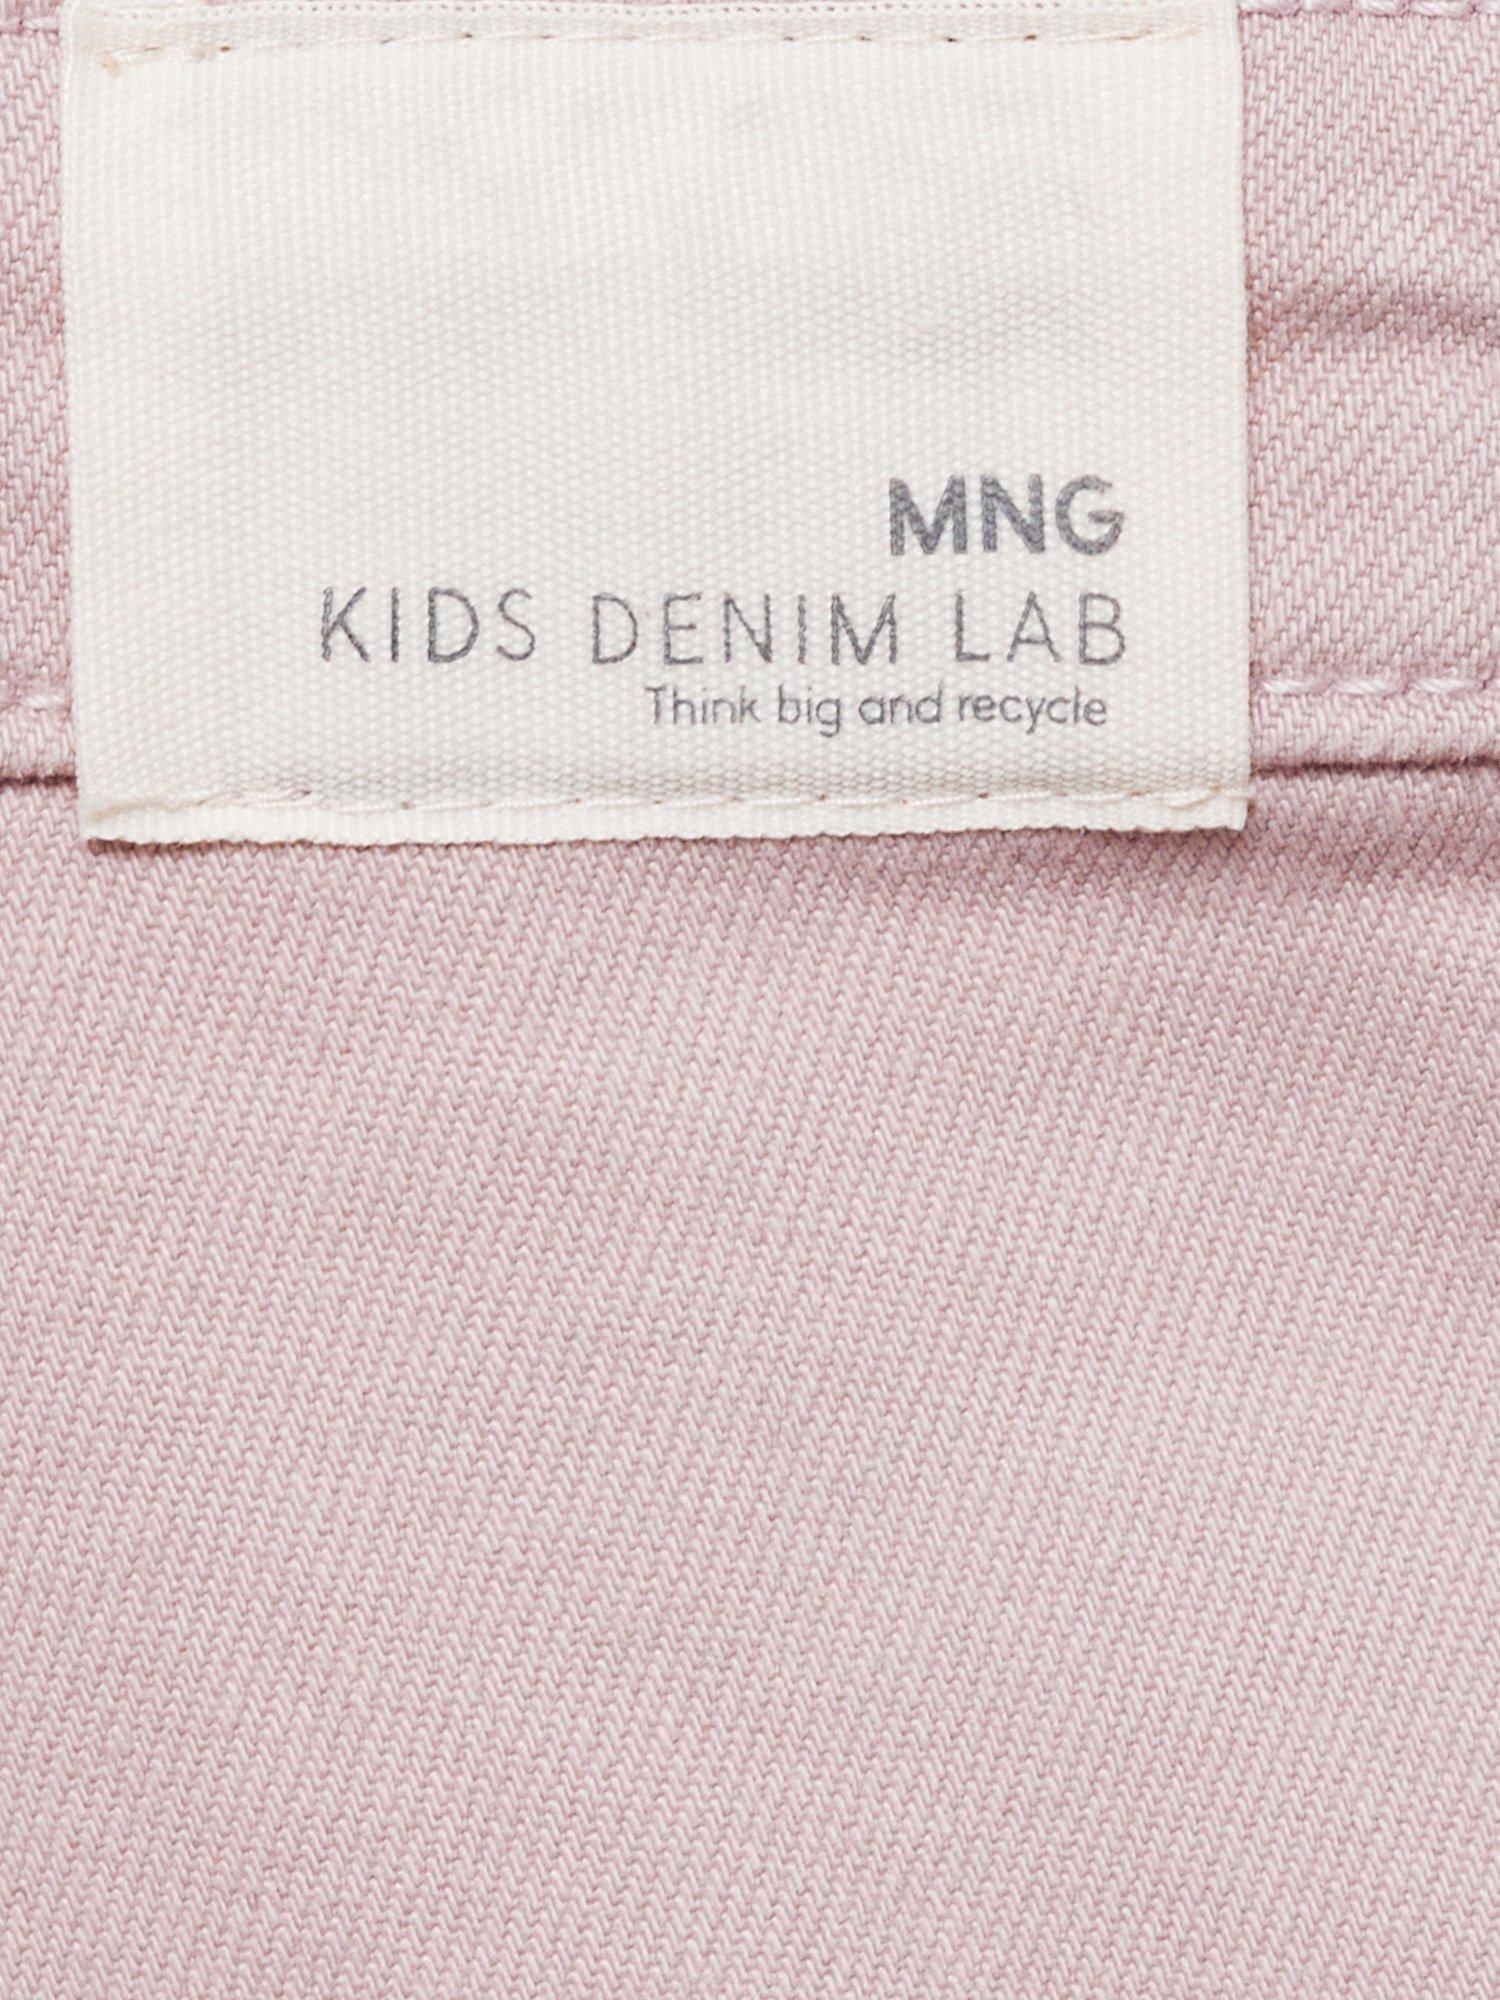 MNG
KIDS DENIM LAB
Think big and recycle